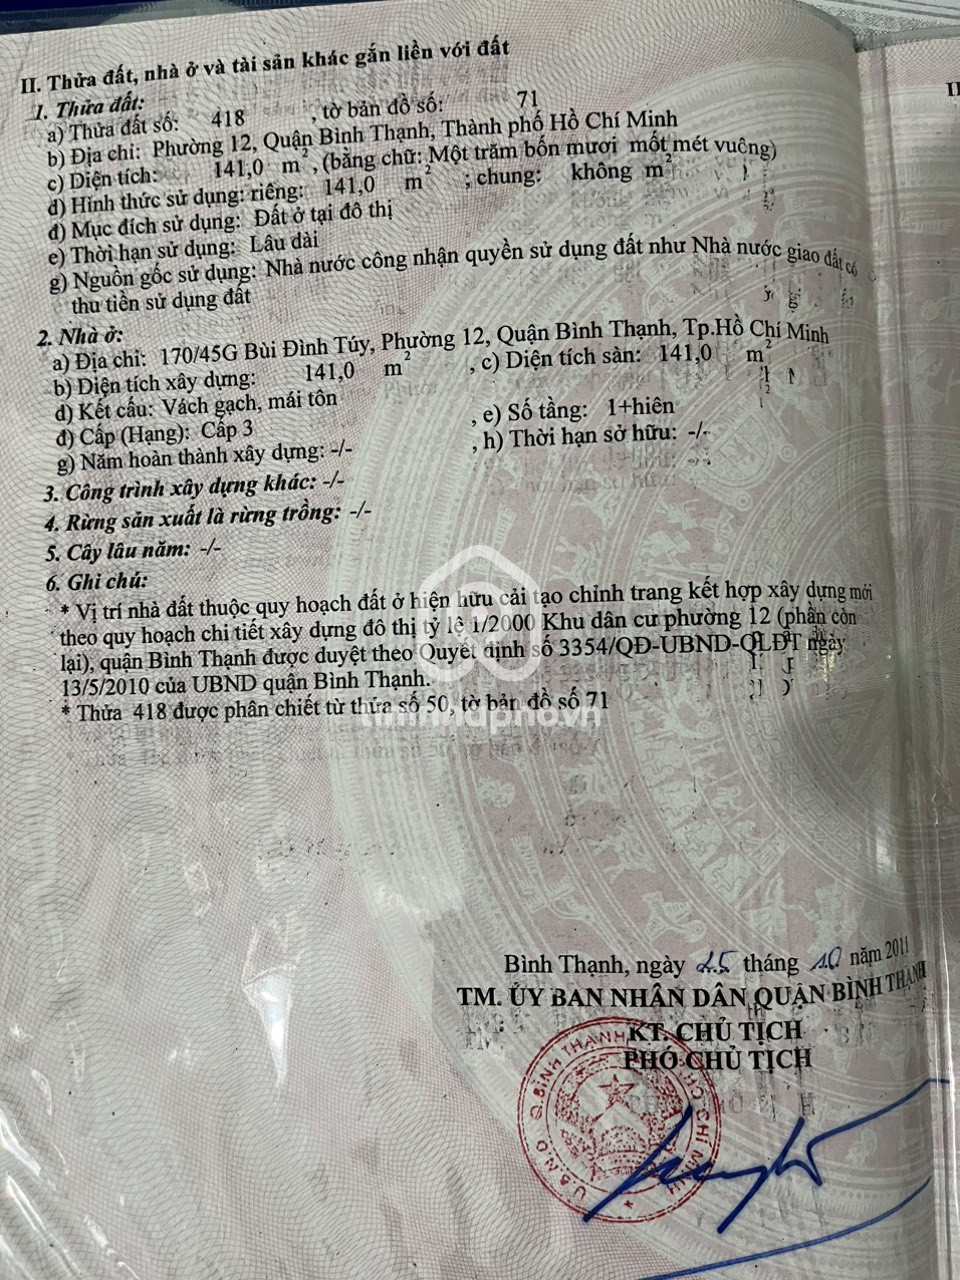 II. Thửa đất, nhà ở và tài sản khác gắn liền với đất
1. Thửa đất:
a) Thửa đất số: 418 , tờ bản đồ số: 71
b) Địa chỉ: Phường 12, Quận Bình Thạnh, Thành phố Hồ Chí Minh
c) Diện tích: 141,0 m², (bằng chữ: Một trăm bốn mươi một mét vuông)
d) Hình thức sử dụng: riêng: 141,0 m² ; chung: không m²
đ) Mục đích sử dụng: Đất ở tại đô thị
e) Thời hạn sử dụng: Lâu dài
g) Nguồn gốc sử dụng: Nhà nước công nhận quyền sử dụng đất như Nhà nước giao đất có
thu tiền sử dụng đất
2. Nhà ở:
a) Địa chỉ: 170/45G Bùi Đình Túy, Phường 12, Quận Bình Thạnh, Tp.Hồ Chí Minh
b) Diện tích xây dựng: 141,0 m² , c) Diện tích sàn: 141,0 m²
d) Kết cấu: Vách gạch, mái tôn
đ) Cấp (Hạng): Cấp 3 , e) Số tầng: 1+hiên
g) Năm hoàn thành xây dựng: -/- , h) Thời hạn sở hữu: -/-
3. Công trình xây dựng khác: -/-
4. Rừng sản xuất là rừng trồng: -/-
5. Cây lâu năm: -/-
6. Ghi chú:
* Vị trí nhà đất thuộc quy hoạch đất ở hiện hữu cải tạo chỉnh trang kết hợp xây dựng mới
theo quy hoạch chi tiết xây dựng đô thị tỷ lệ 1/2000 Khu dân cư phường 12 (phần còn
lại), quận Bình Thạnh được duyệt theo Quyết định số 3354/QĐ-UBND-QLĐT ngày
13/5/2010 của UBND quận Bình Thạnh.
* Thửa 418 được phân chiết từ thửa số 50, tờ bản đồ số 71
timnhapho.vn
Bình Thạnh, ngày 25 tháng 10 năm 2011
TM. ỦY BAN NHÂN DÂN QUẬN BÌNH THẠNH
KT. CHỦ TỊCH
PHÓ CHỦ TỊCH